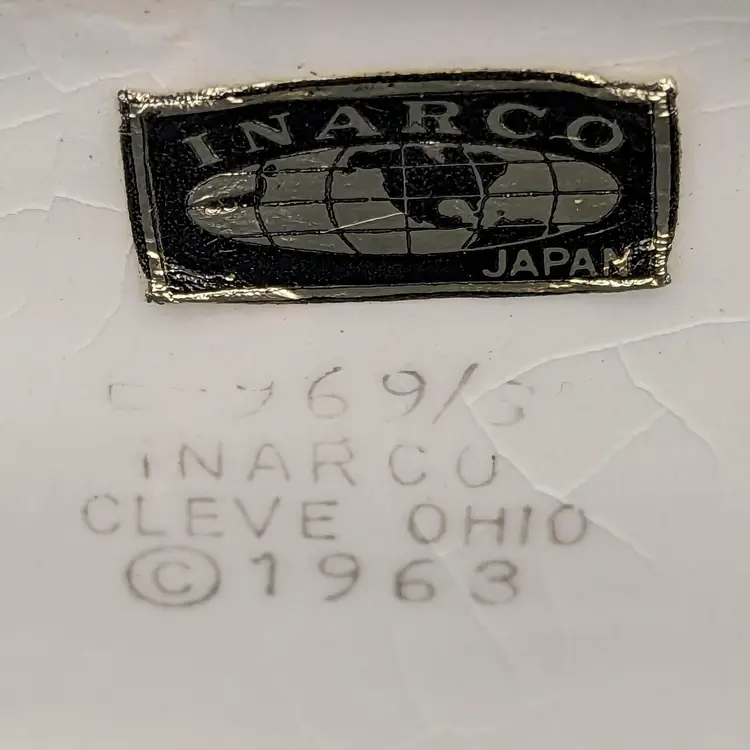 INARCO
JAPAN
E-969/S
INARCO
CLEVE OHIO
© 1963